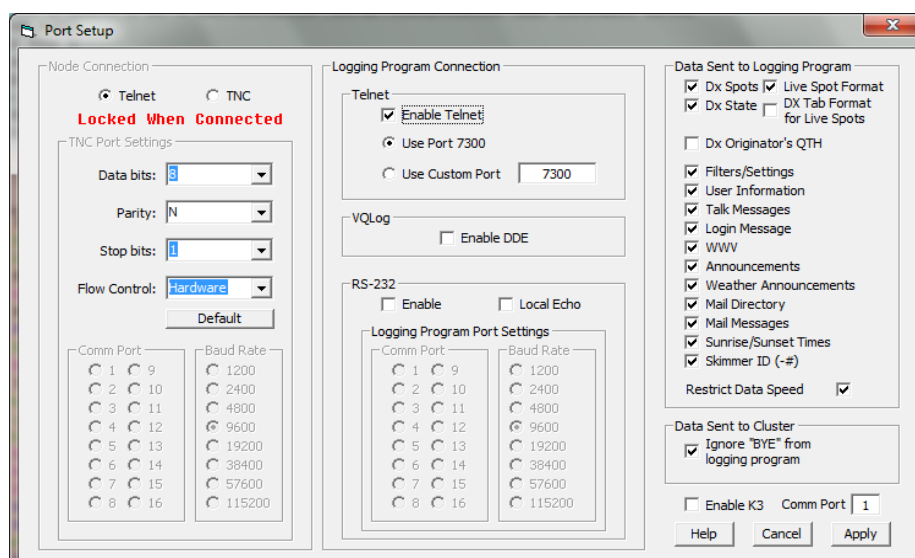 Port Setup
Node Connection
Telnet TNC
Locked When Connected
TNC Port Settings
Data bits: 8
Parity: N
Stop bits: 1
Flow Control: Hardware
Default
Comm Port Baud Rate
1 9 1200
2 10 2400
3 11 4800
4 12 9600
5 13 19200
6 14 38400
7 15 57600
8 16 115200
Logging Program Connection
Telnet
Enable Telnet
Use Port 7300
Use Custom Port 7300
VQLog
Enable DDE
RS-232
Enable Local Echo
Logging Program Port Settings
Comm Port Baud Rate
1 9 1200
2 10 2400
3 11 4800
4 12 9600
5 13 19200
6 14 38400
7 15 57600
8 16 115200
Data Sent to Logging Program
Dx Spots Live Spot Format
Dx State DX Tab Format
for Live Spots
Dx Originator's QTH
Filters/Settings
User Information
Talk Messages
Login Message
WWV
Announcements
Weather Announcements
Mail Directory
Mail Messages
Sunrise/Sunset Times
Skimmer ID (-#)
Restrict Data Speed
Data Sent to Cluster
Ignore "BYE" from
logging program
Enable K3 Comm Port 1
Help Cancel Apply